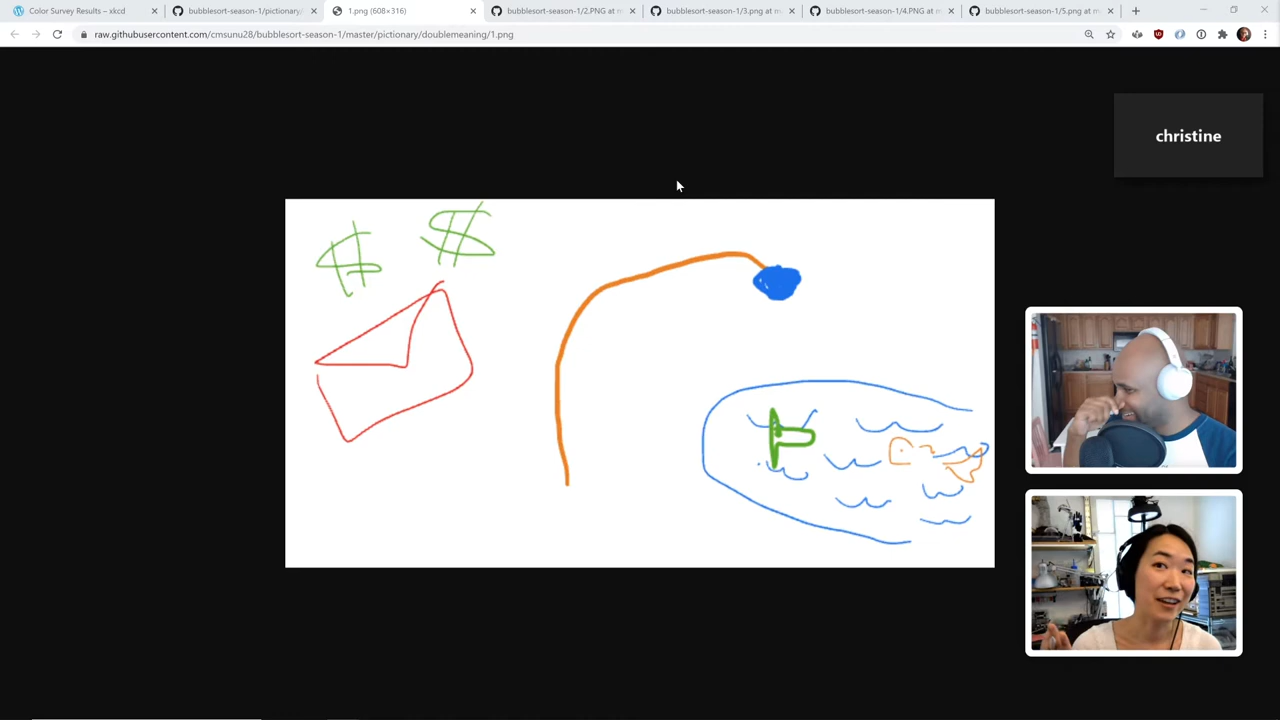 Color Survey Results – xkcd
bubblesort-season-1/pictionary/
1.png (608×316)
bubblesort-season-1/2.PNG at m
bubblesort-season-1/3.png at m
bubblesort-season-1/4.PNG at m
bubblesort-season-1/5.png at m
raw.githubusercontent.com/cmsunu28/bubblesort-season-1/master/pictionary/doublemeaning/1.png
christine
$ $